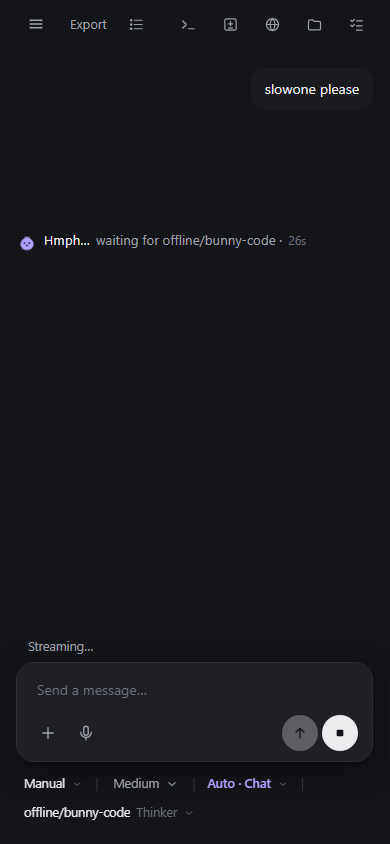 Export
slowone please
Hmph... waiting for offline/bunny-code · 26s
Streaming...
Send a message...
Manual | Medium | Auto · Chat |
offline/bunny-code Thinker